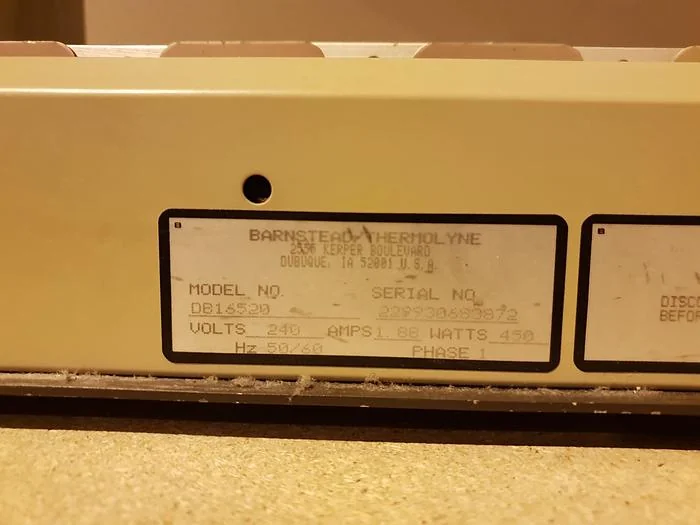 BARNSTEAD/THERMOLYNE
2556 KERPER BOULEVARD
DUBUQUE, IA 52001 U.S.A.
MODEL NO. SERIAL NO.
DB16520 229930683872
VOLTS 240 AMPS 1.88 WATTS 450
Hz 50/60 PHASE 1
DISCO
BEFOR